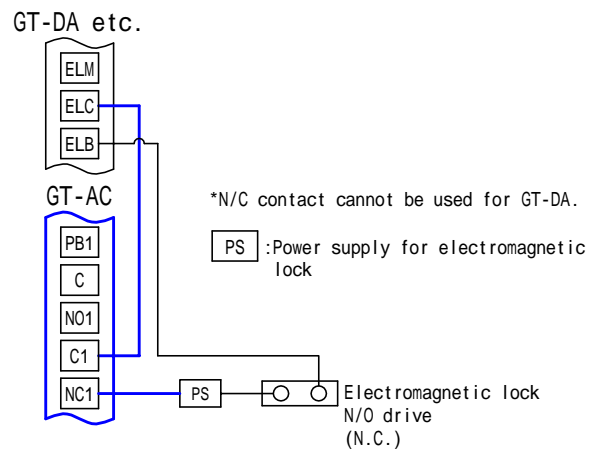 GT-DA etc.
ELM
ELC
ELB
GT-AC
*N/C contact cannot be used for GT-DA.
PB1
PS :Power supply for electromagnetic
lock
C
NO1
C1
NC1
PS
Electromagnetic lock
N/O drive
(N.C.)